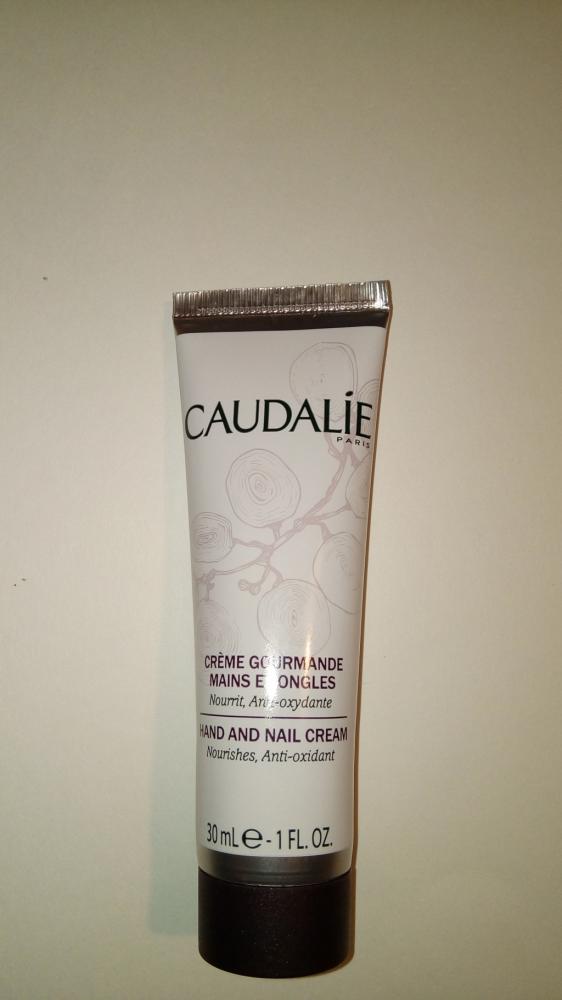 CAUDALİE
PARIS
CRÈME GOURMANDE
MAINS ET ONGLES
Nourrit, Anti-oxydante
HAND AND NAIL CREAM
Nourishes, Anti-oxidant
30 mL e - 1 FL. OZ.